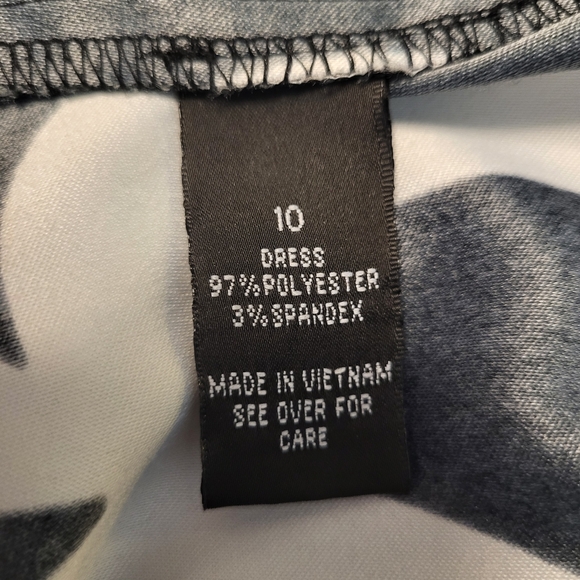 10
DRESS
97%POLYESTER
3%SPANDEX
MADE IN VIETNAM
SEE OVER FOR
CARE